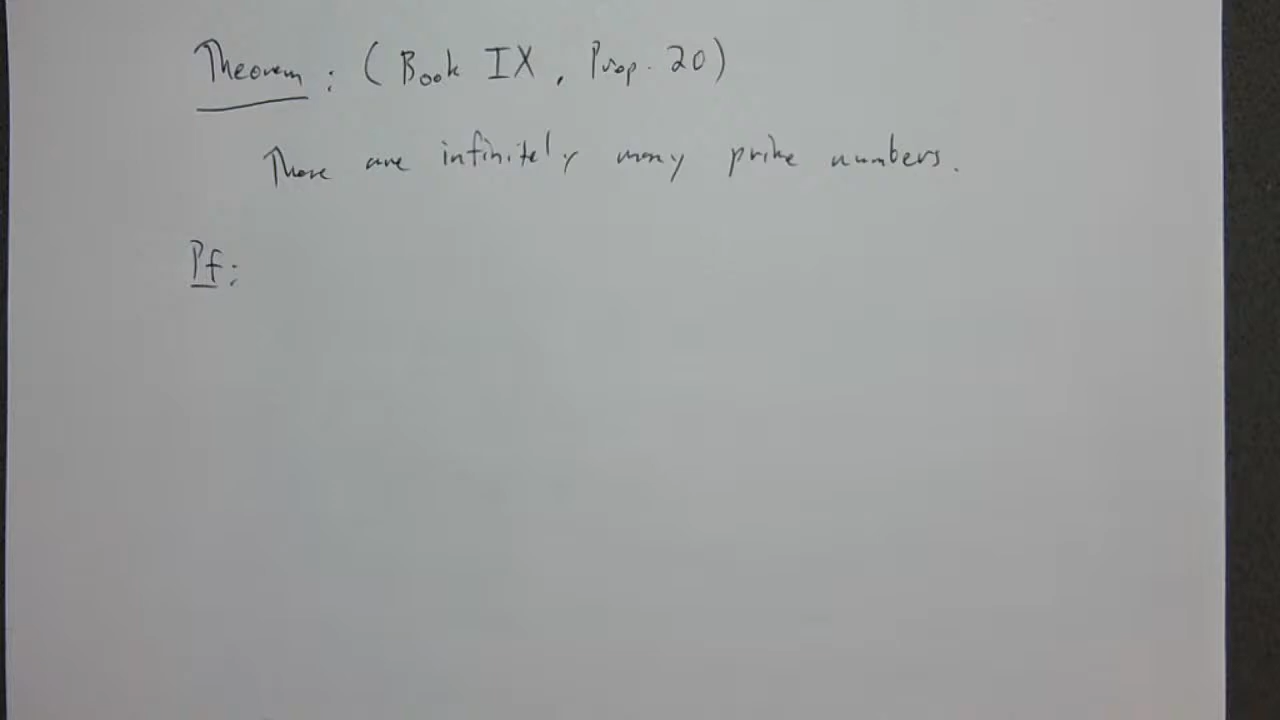 Theorem : ( Book IX , Prop. 20 )
There are infinitely many prime numbers .
Pf :